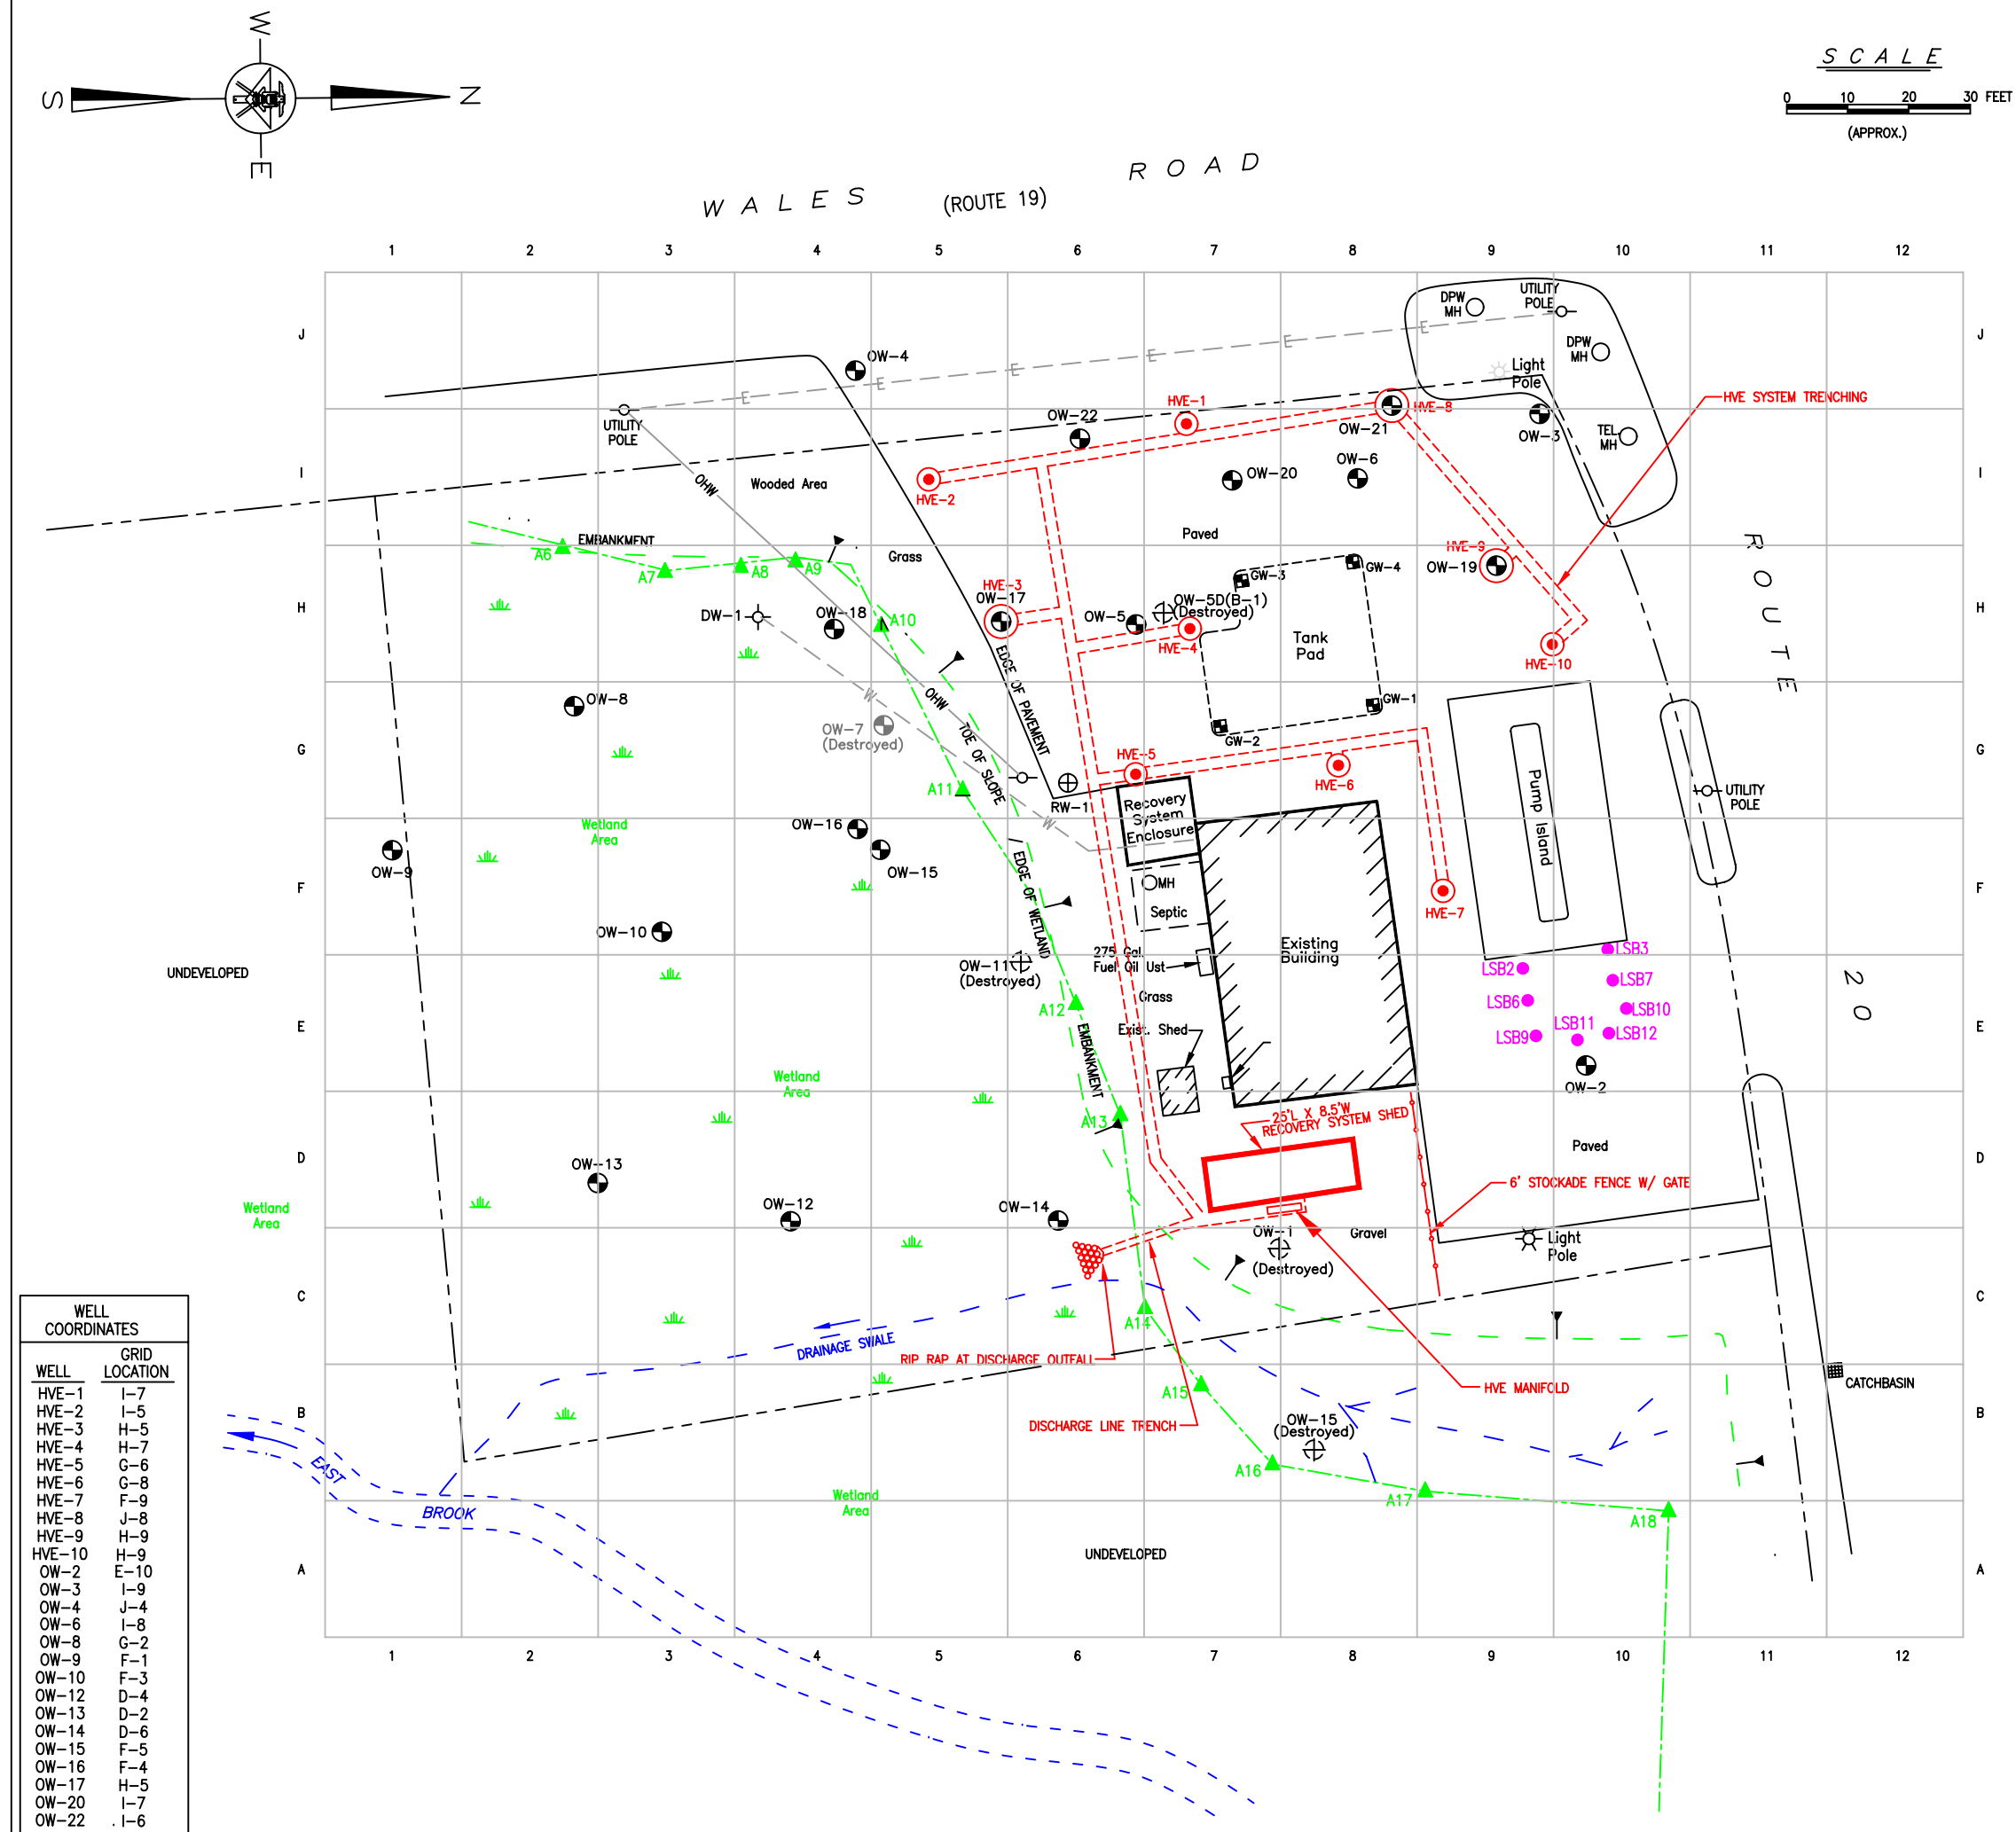 W
S
N
E
S C A L E
0 10 20 30 FEET
(APPROX.)
W A L E S (ROUTE 19) R O A D
1 2 3 4 5 6 7 8 9 10 11 12
J
J
DPW
MH
UTILITY
POLE
DPW
MH
Light
Pole
OW-4
E E E E E E
HVE-1
HVE-8
HVE SYSTEM TRENCHING
UTILITY
POLE
OW-22
OW-21
OW-3
TEL.
MH
I
I
OHW
Wooded Area
HVE-2
OW-20
OW-6
Paved
R O U T E
20
EMBANKMENT
Grass
A6
A7
A8
A9
HVE-9
OW-19
HVE-3
OW-17
GW-3
GW-4
H
H
DW-1
OW-18
A10
OW-5
OW-5D(B-1)
(Destroyed)
HVE-4
Tank
Pad
HVE-10
EDGE OF PAVEMENT
OW-8
W
OHW
OW-7
(Destroyed)
TOE OF SLOPE
GW-1
GW-2
G
G
HVE-5
HVE-6
A11
RW-1
Recovery
System
Enclosure
Pump Island
UTILITY
POLE
Wetland
Area
OW-16
OW-15
W
OW-9
F
F
EDGE OF WETLAND
MH
Septic
HVE-7
OW-10
Existing
Building
UNDEVELOPED
OW-11
(Destroyed)
275 Gal.
Fuel Oil Ust
Grass
LSB3
LSB2
LSB7
LSB6
LSB10
LSB11
LSB9
LSB12
E
E
A12
EMBANKMENT
Exist. Shed
OW-2
Wetland
Area
A13
25'L X 8.5'W
RECOVERY SYSTEM SHED
Paved
D
D
OW-13
6' STOCKADE FENCE W/ GATE
Wetland
Area
OW-12
OW-14
OW-1
(Destroyed)
Gravel
Light
Pole
C
C
A14
DRAINAGE SWALE
RIP RAP AT DISCHARGE OUTFALL
HVE MANIFOLD
CATCHBASIN
A15
B
B
DISCHARGE LINE TRENCH
OW-15
(Destroyed)
A16
EAST
BROOK
A17
A18
Wetland
Area
UNDEVELOPED
A
A
1 2 3 4 5 6 7 8 9 10 11 12
WELL
COORDINATES
WELL GRID LOCATION
HVE-1 I-7
HVE-2 I-5
HVE-3 H-5
HVE-4 H-7
HVE-5 G-6
HVE-6 G-8
HVE-7 F-9
HVE-8 J-8
HVE-9 H-9
HVE-10 H-9
OW-2 E-10
OW-3 I-9
OW-4 J-4
OW-6 I-8
OW-8 G-2
OW-9 F-1
OW-10 F-3
OW-12 D-4
OW-13 D-2
OW-14 D-6
OW-15 F-5
OW-16 F-4
OW-17 H-5
OW-20 I-7
OW-22 . I-6